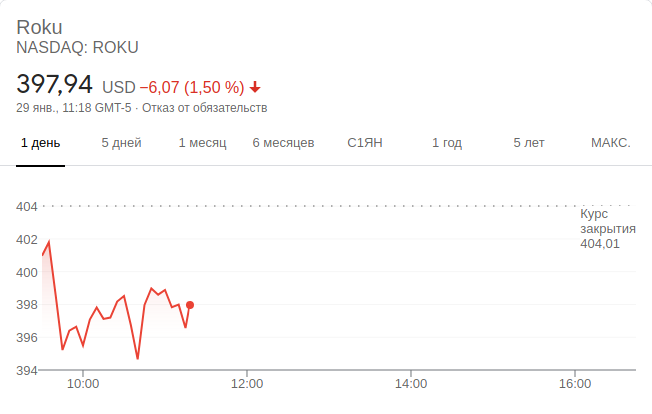 Roku
NASDAQ: ROKU
397,94 USD −6,07 (1,50 %)
29 янв., 11:18 GMT-5 · Отказ от обязательств
1 день 5 дней 1 месяц 6 месяцев С1ЯН 1 год 5 лет МАКС.
404
Курс
закрытия
404,01
402
400
398
396
394
10:00 12:00 14:00 16:00